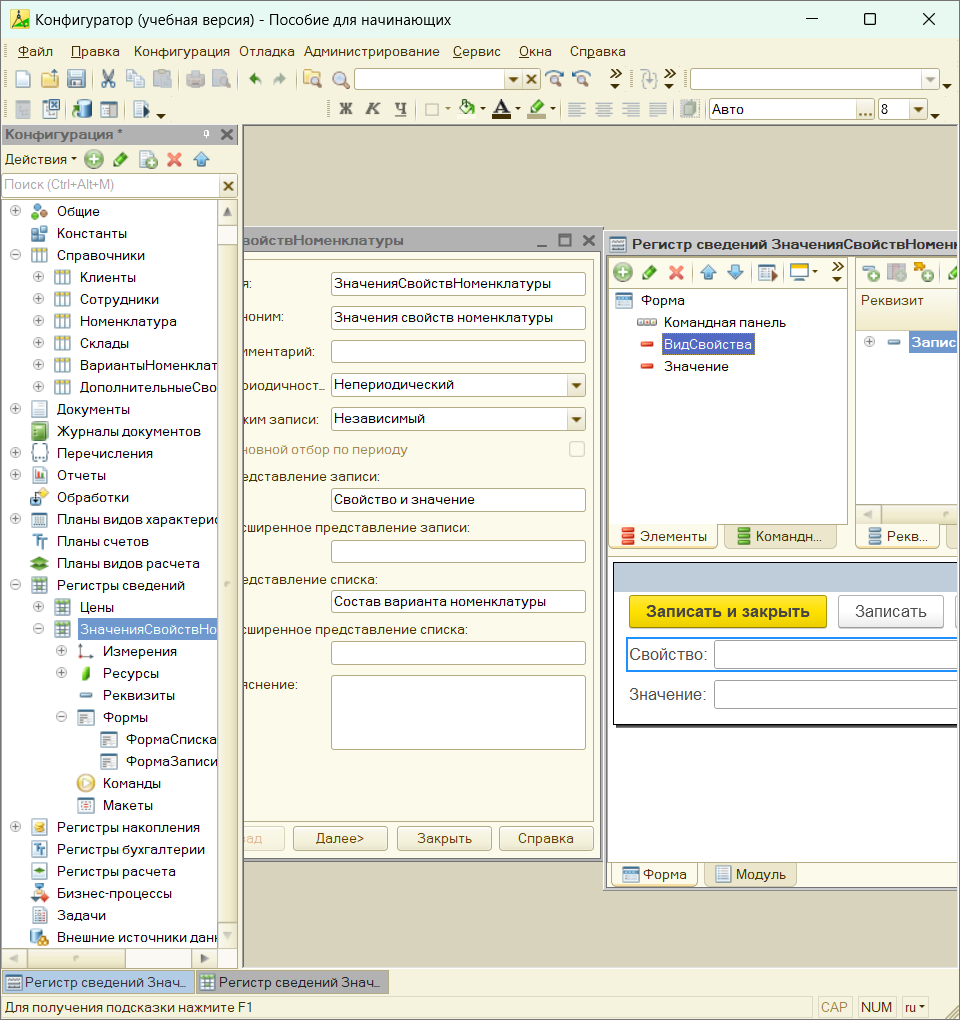 Конфигуратор (учебная версия) - Пособие для начинающих
Файл Правка Конфигурация Отладка Администрирование Сервис Окна Справка
Ж К Ч А Авто ... 8
Конфигурация *
Действия
Поиск (Ctrl+Alt+M)
Общие
Константы
Справочники
Клиенты
Сотрудники
Номенклатура
Склады
ВариантыНоменклат
ДополнительныеСво
Документы
Журналы документов
Перечисления
Отчеты
Обработки
Планы видов характерис
Планы счетов
Планы видов расчета
Регистры сведений
Цены
ЗначенияСвойствНо
Измерения
Ресурсы
Реквизиты
Формы
ФормаСписка
ФормаЗаписи
Команды
Макеты
Регистры накопления
Регистры бухгалтерии
Регистры расчета
Бизнес-процессы
Задачи
Внешние источники дан
войствНоменклатуры
я: ЗначенияСвойствНоменклатуры
ноним: Значения свойств номенклатуры
мментарий:
риодичност... Непериодический
жим записи: Независимый
новной отбор по периоду
едставление записи:
Свойство и значение
сширенное представление записи:
едставление списка:
Состав варианта номенклатуры
сширенное представление списка:
яснение:
зад Далее> Закрыть Справка
Регистр сведений ЗначенияСвойствНоменк
Форма
Командная панель
ВидСвойства
Значение
Реквизит
Запис
Элементы Командн... Рекв...
Записать и закрыть Записать
Свойство:
Значение:
Форма Модуль
Регистр сведений Знач... Регистр сведений Знач...
Для получения подсказки нажмите F1 CAP NUM ru